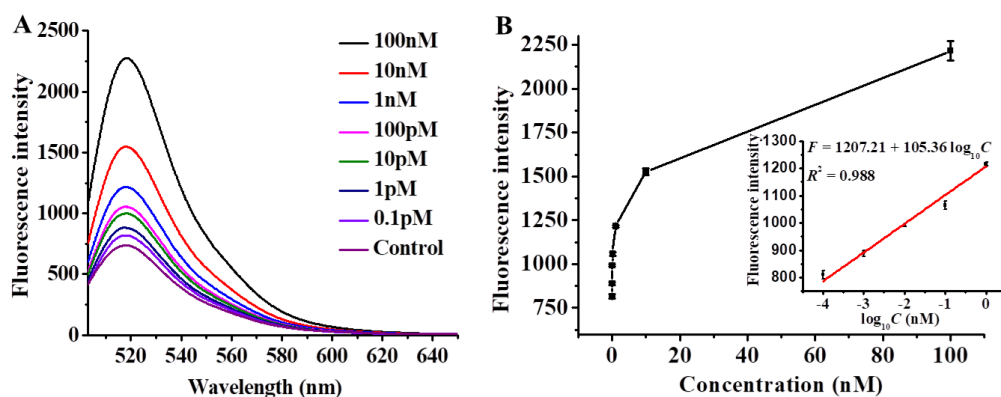 A
2500
2000
1500
1000
500
0
Fluorescence intensity
520 540 560 580 600 620 640
Wavelength (nm)
100nM
10nM
1nM
100pM
10pM
1pM
0.1pM
Control
B
2250
2000
1750
1500
1250
1000
750
Fluorescence intensity
0 20 40 60 80 100
Concentration (nM)
1300
1200
1100
1000
900
800
Fluorescence intensity
F = 1207.21 + 105.36 log₁₀C
R² = 0.988
-4 -3 -2 -1 0
log₁₀C (nM)